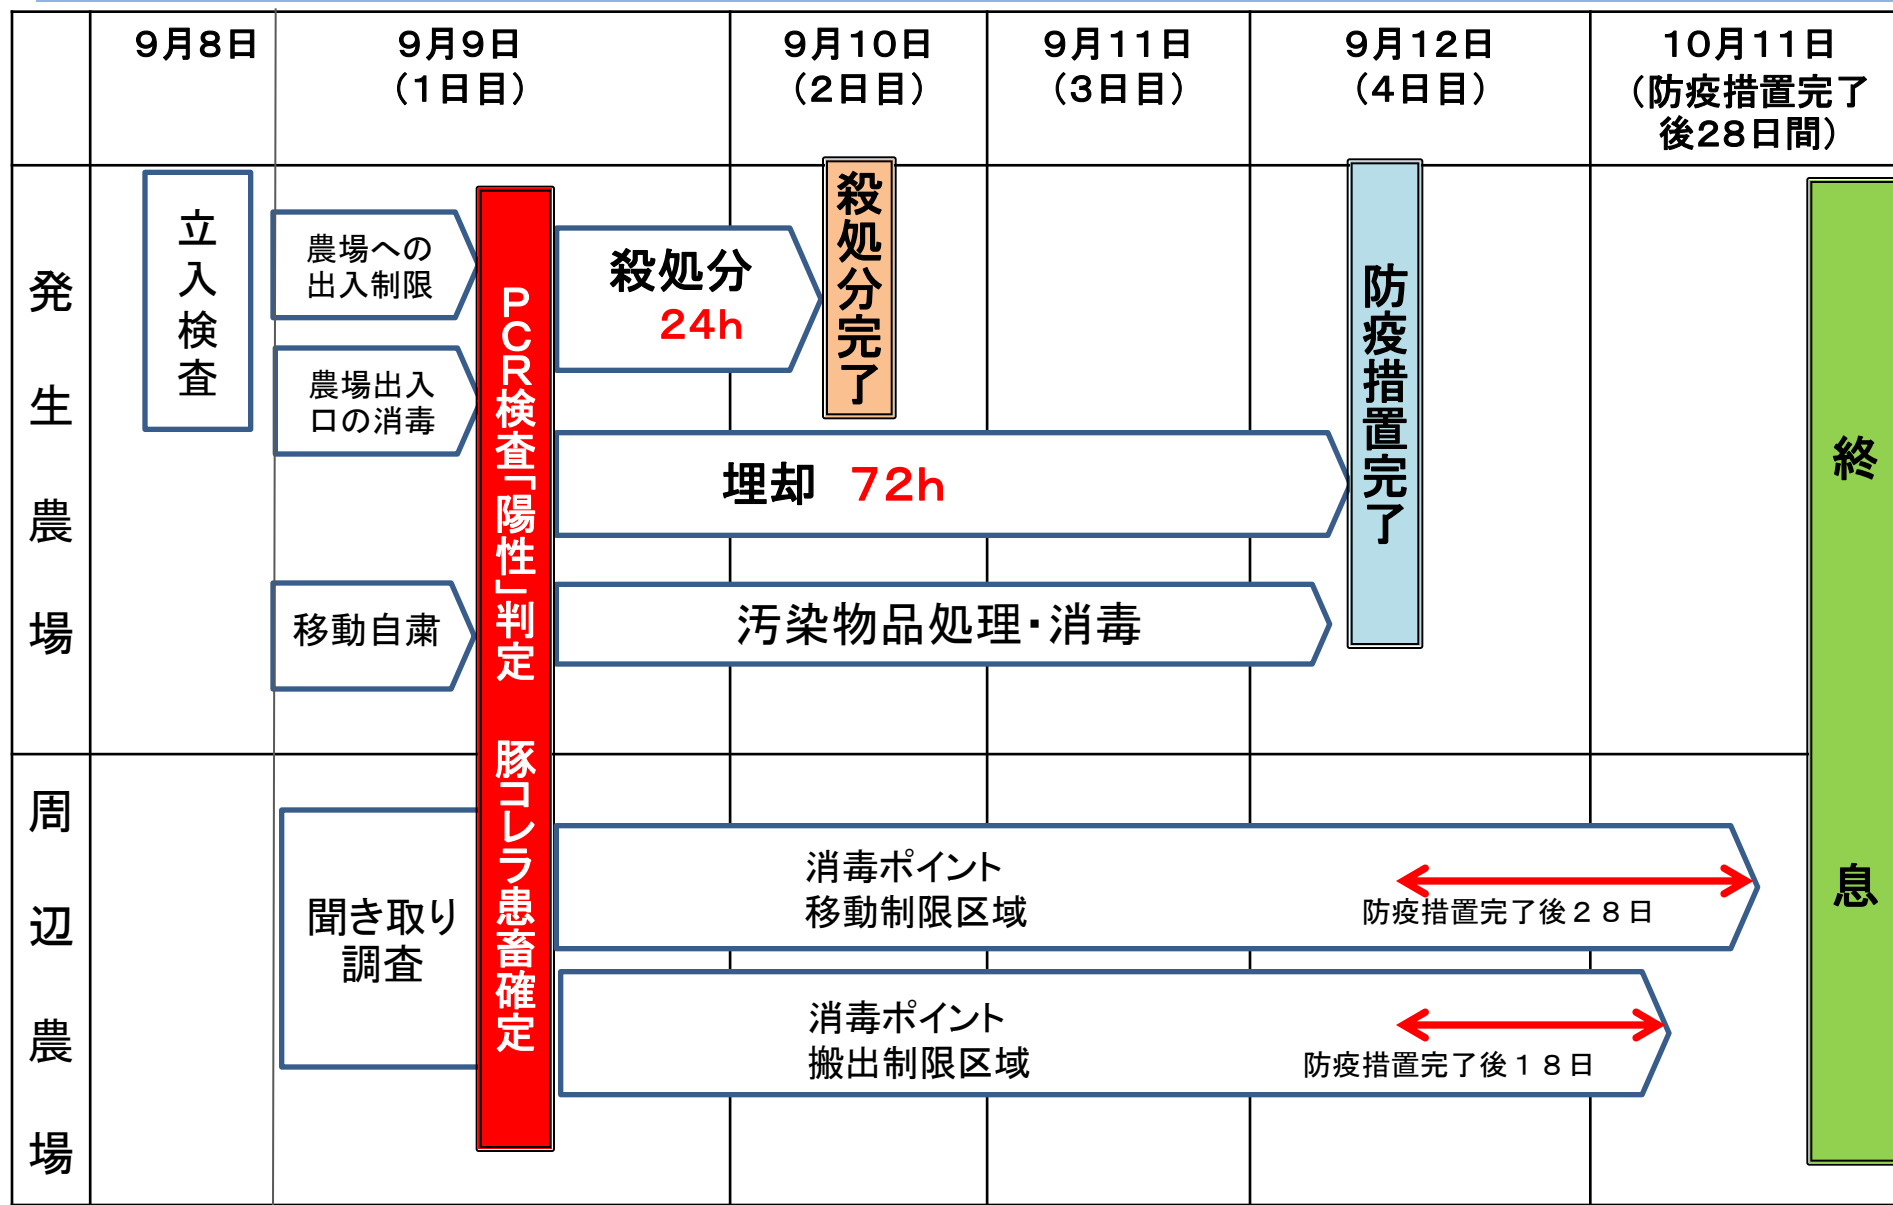 9月8日
9月9日
(1日目)
9月10日
(2日目)
9月11日
(3日目)
9月12日
(4日目)
10月11日
(防疫措置完了
後28日間)
発生農場
立入検査
農場への
出入制限
農場出入
口の消毒
移動自粛
PCR検査「陽性」判定 豚コレラ患畜確定
殺処分
24h
殺処分完了
埋却 72h
汚染物品処理・消毒
防疫措置完了
終息
周辺農場
聞き取り
調査
消毒ポイント
移動制限区域
防疫措置完了後28日
消毒ポイント
搬出制限区域
防疫措置完了後18日